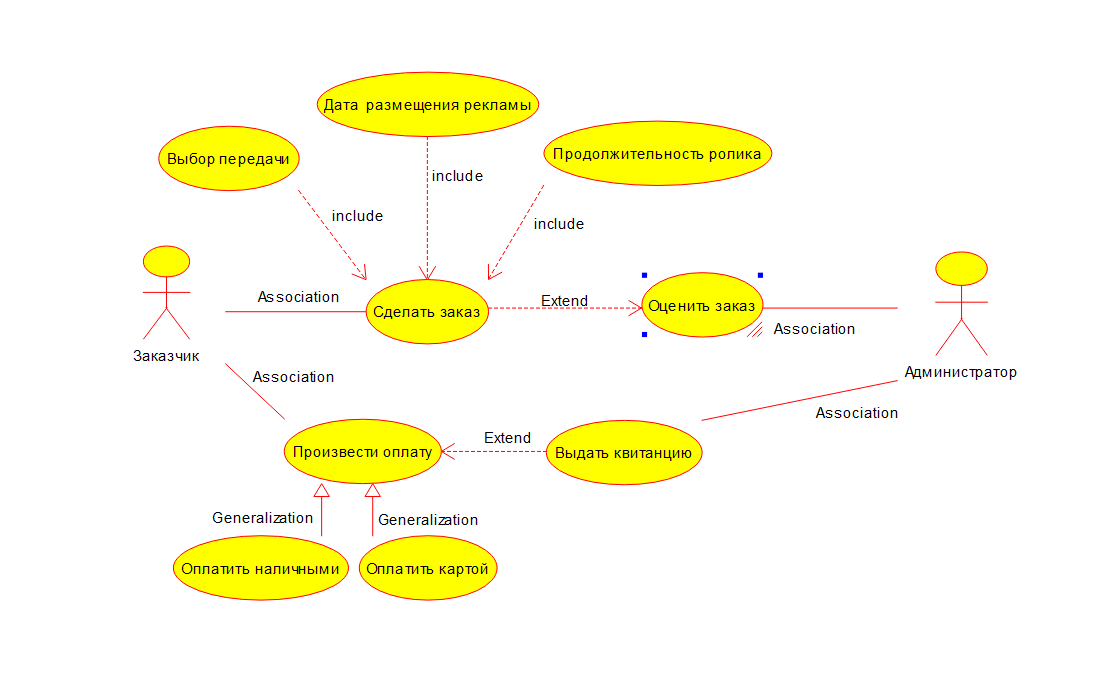 Дата размещения рекламы
Выбор передачи
Продолжительность ролика
include
include
include
Association
Сделать заказ
Extend
Оценить заказ
Association
Заказчик
Администратор
Association
Association
Произвести оплату
Extend
Выдать квитанцию
Generalization
Generalization
Оплатить наличными
Оплатить картой